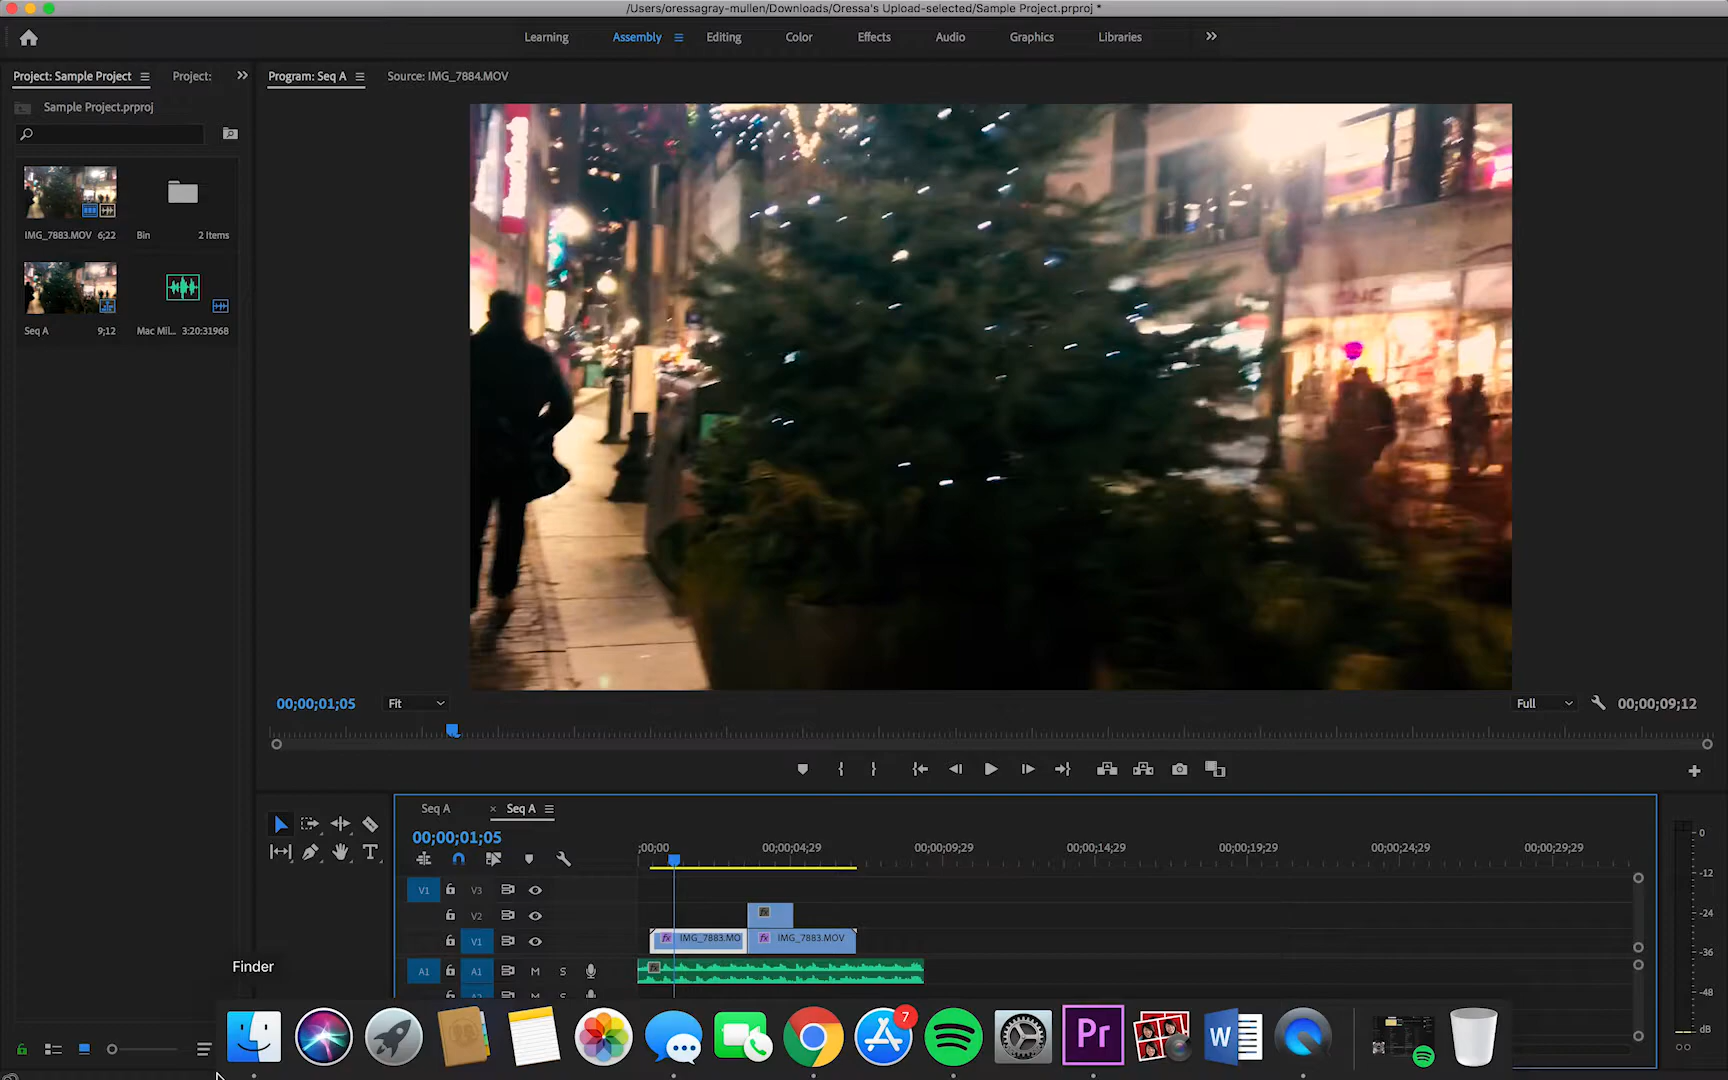 /Users/oressagray-mullen/Downloads/Oressa's Upload-selected/Sample Project.prproj *
Learning Assembly Editing Color Effects Audio Graphics Libraries
Project: Sample Project Project:
Program: Seq A Source: IMG_7884.MOV
Sample Project.prproj
IMG_7883.MOV 6;22 Bin 2 Items
Seq A 9;12 Mac Mil... 3:20:31968
00;00;01;05 Fit Full 00;00;09;12
Seq A × Seq A
00;00;01;05
;00;00 00;00;04;29 00;00;09;29 00;00;14;29 00;00;19;29 00;00;24;29 00;00;29;29
V1 V3
V2
V1 fx IMG_7883.MO fx IMG_7883.MOV
A1 A1 M S
0
-12
-24
-36
-48
dB
Finder
7
Pr
W